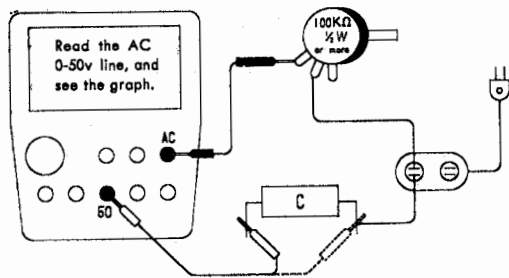 Read the AC
0-50v line, and
see the graph.
100KΩ
½W
or more
AC
50
C